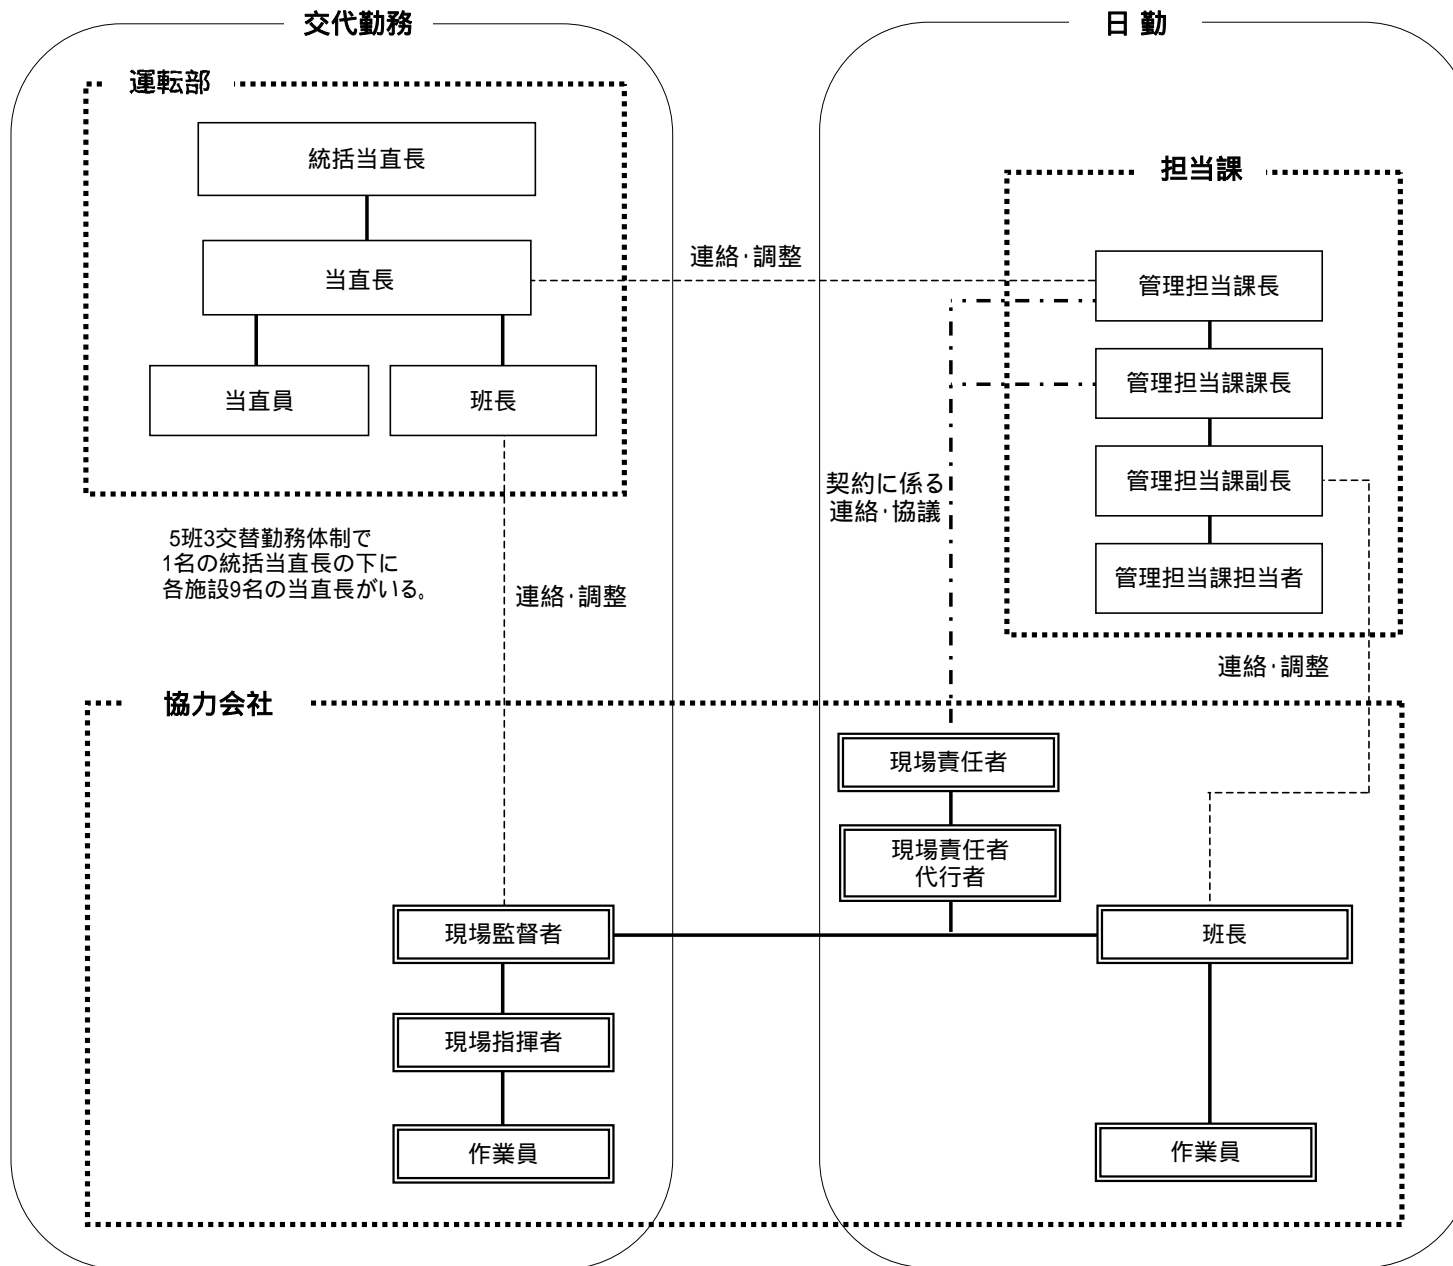 交代勤務
日 勤
運転部
統括当直長
当直長
当直員
班長
5班3交替勤務体制で
1名の統括当直長の下に
各施設9名の当直長がいる。
連絡・調整
連絡・調整
担当課
管理担当課長
管理担当課課長
管理担当課副長
管理担当課担当者
契約に係る
連絡・協議
連絡・調整
協力会社
現場責任者
現場責任者
代行者
現場監督者
班長
現場指揮者
作業員
作業員